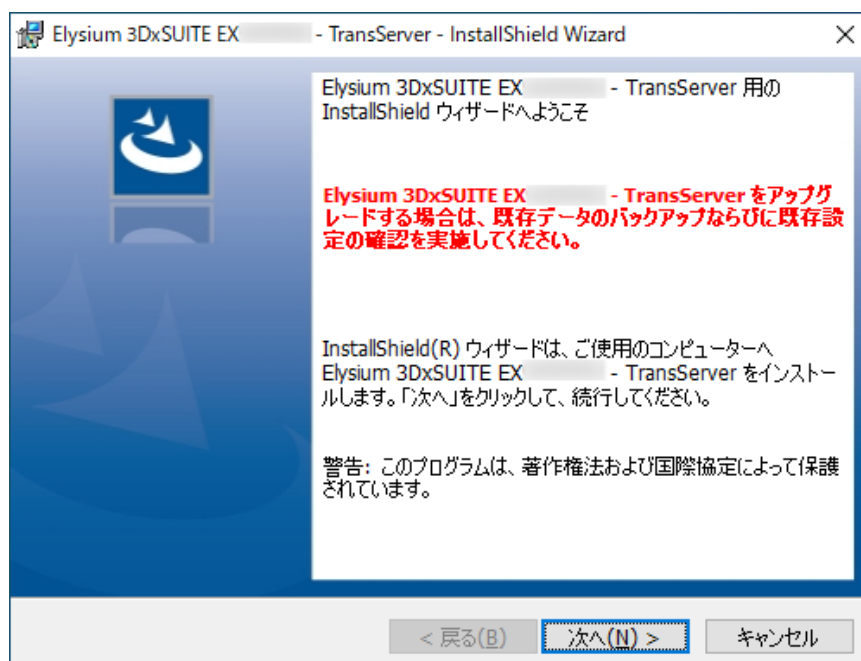 Elysium 3DxSUITE EX - TransServer - InstallShield Wizard
Elysium 3DxSUITE EX - TransServer 用の
InstallShield ウィザードへようこそ
Elysium 3DxSUITE EX - TransServer をアップグ
レードする場合は、既存データのバックアップならびに既存設
定の確認を実施してください。
InstallShield(R) ウィザードは、ご使用のコンピューターへ
Elysium 3DxSUITE EX - TransServer をインストー
ルします。「次へ」をクリックして、続行してください。
警告: このプログラムは、著作権法および国際協定によって保護
されています。
< 戻る(B)
次へ(N) >
キャンセル